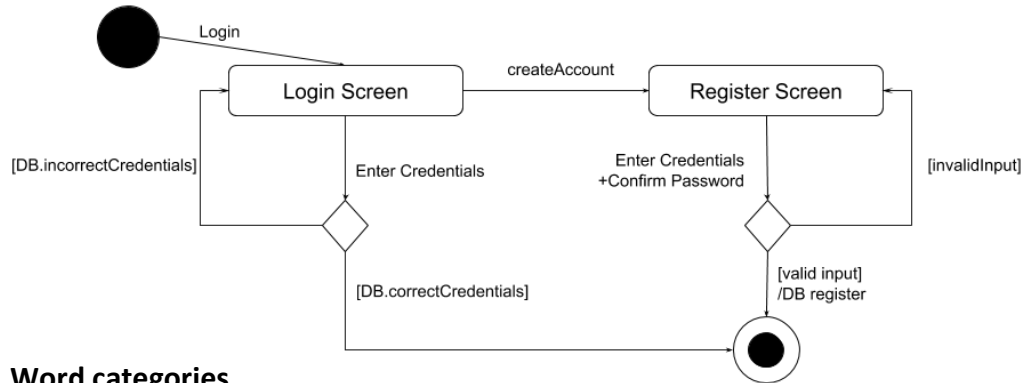 Login
Login Screen
createAccount
Register Screen
[DB.incorrectCredentials]
Enter Credentials
Enter Credentials
+Confirm Password
[invalidInput]
[DB.correctCredentials]
[valid input]
/DB register
Word categories